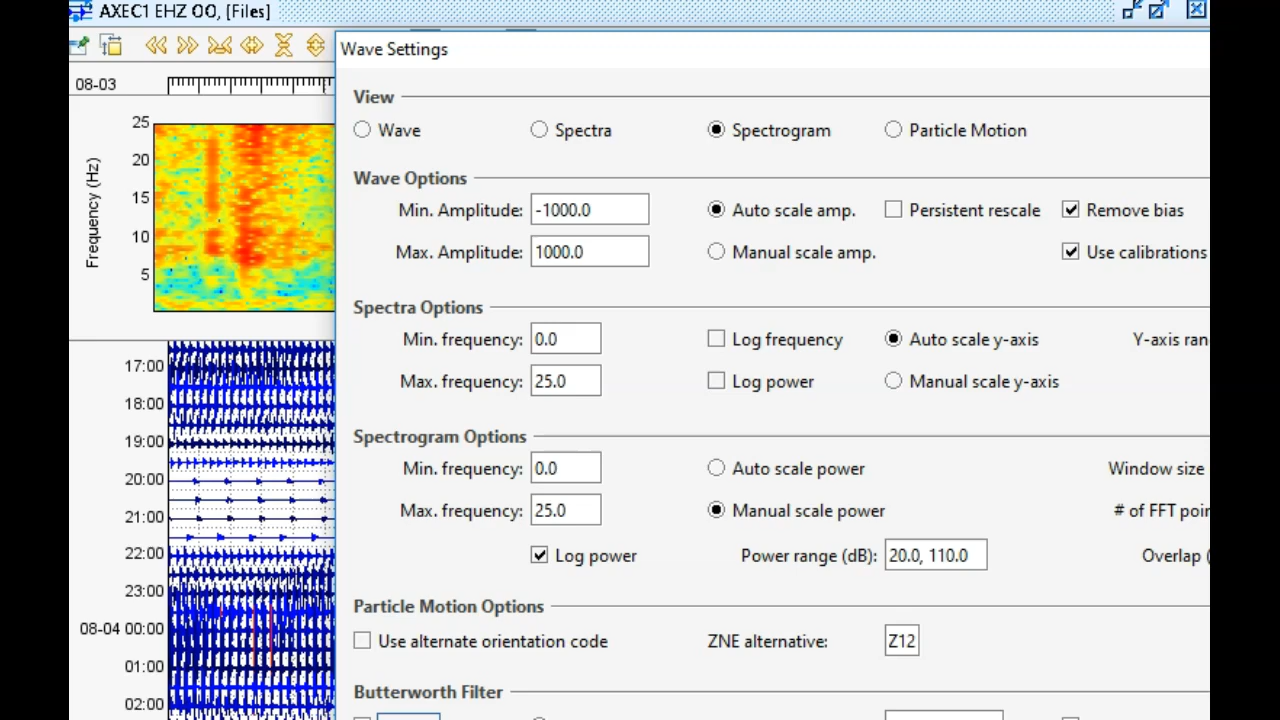 AXEC1 EHZ OO, [Files]
Wave Settings
08-03
View
Wave Spectra Spectrogram Particle Motion
Wave Options
Min. Amplitude: -1000.0 Auto scale amp. Persistent rescale Remove bias
Max. Amplitude: 1000.0 Manual scale amp. Use calibrations
Spectra Options
Min. frequency: 0.0 Log frequency Auto scale y-axis Y-axis ran
Max. frequency: 25.0 Log power Manual scale y-axis
Spectrogram Options
Min. frequency: 0.0 Auto scale power Window size
Max. frequency: 25.0 Manual scale power # of FFT poin
Log power Power range (dB): 20.0, 110.0 Overlap (
Particle Motion Options
Use alternate orientation code ZNE alternative: Z12
Butterworth Filter
Frequency (Hz)
25
20
15
10
5
17:00
18:00
19:00
20:00
21:00
22:00
23:00
08-04 00:00
01:00
02:00